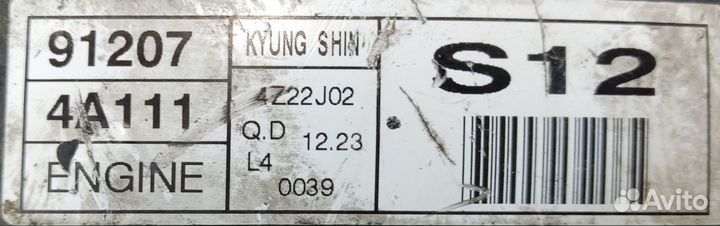 91207
4A111
ENGINE
KYUNG SHIN
4Z22J02
Q.D 12.23
L4
0039
S12
Avito